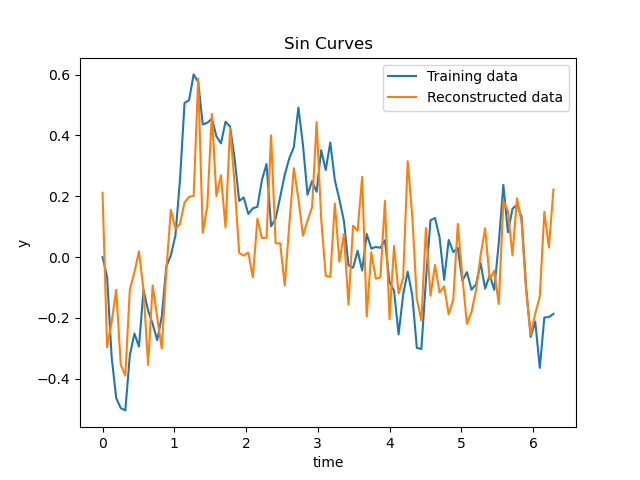 Sin Curves
Training data
Reconstructed data
y
0.6
0.4
0.2
0.0
−0.2
−0.4
0 1 2 3 4 5 6
time